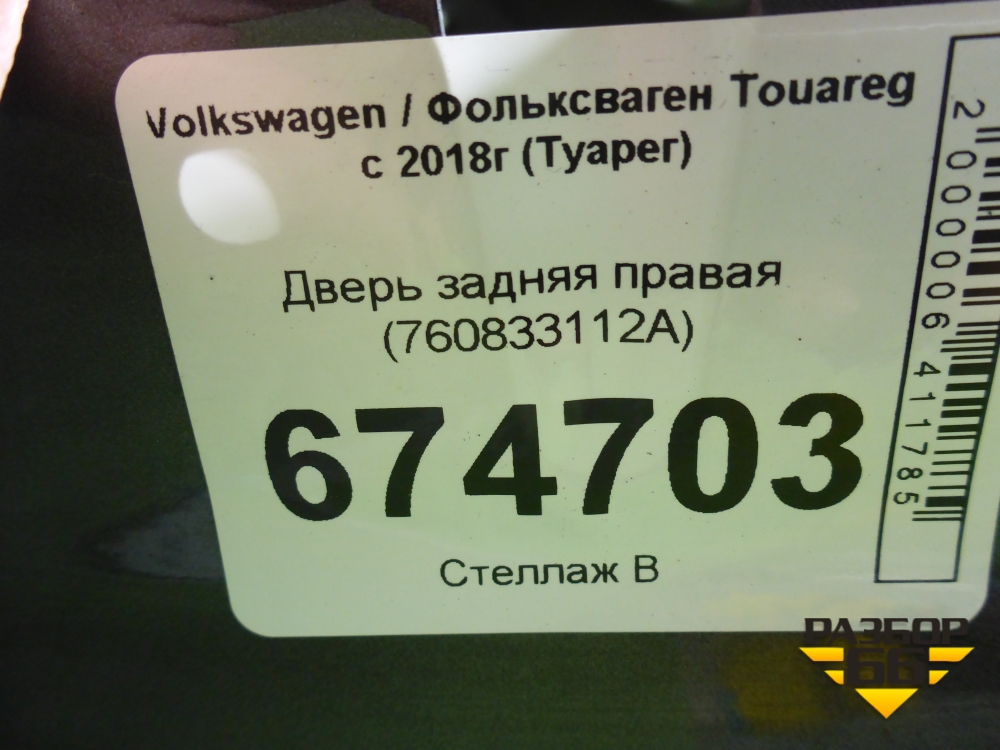 Volkswagen / Фольксваген Touareg
с 2018г (Туарег)
Дверь задняя правая
(760833112A)
674703
Стеллаж В
2000006411785
РАЗБОР
66